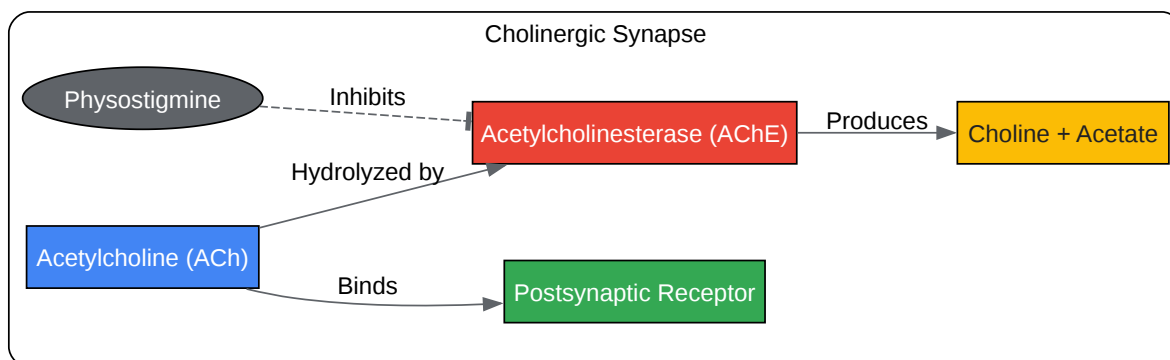 Cholinergic Synapse
Physostigmine
Inhibits
Acetylcholinesterase (AChE)
Produces
Choline + Acetate
Hydrolyzed by
Acetylcholine (ACh)
Binds
Postsynaptic Receptor